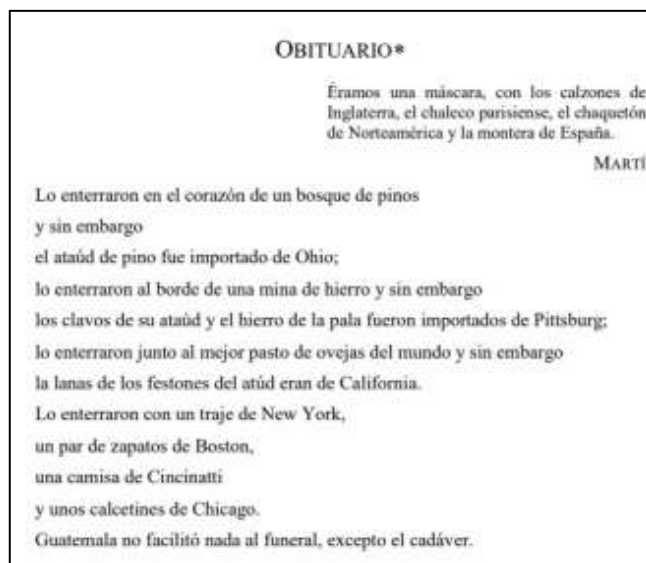 OBITUARIO*
Éramos una máscara, con los calzones de
Inglaterra, el chaleco parisiense, el chaquetón
de Norteamérica y la montera de España.
MARTÍ
Lo enterraron en el corazón de un bosque de pinos
y sin embargo
el ataúd de pino fue importado de Ohio;
lo enterraron al borde de una mina de hierro y sin embargo
los clavos de su ataúd y el hierro de la pala fueron importados de Pittsburg;
lo enterraron junto al mejor pasto de ovejas del mundo y sin embargo
la lanas de los festones del atúd eran de California.
Lo enterraron con un traje de New York,
un par de zapatos de Boston,
una camisa de Cincinatti
y unos calcetines de Chicago.
Guatemala no facilitó nada al funeral, excepto el cadáver.